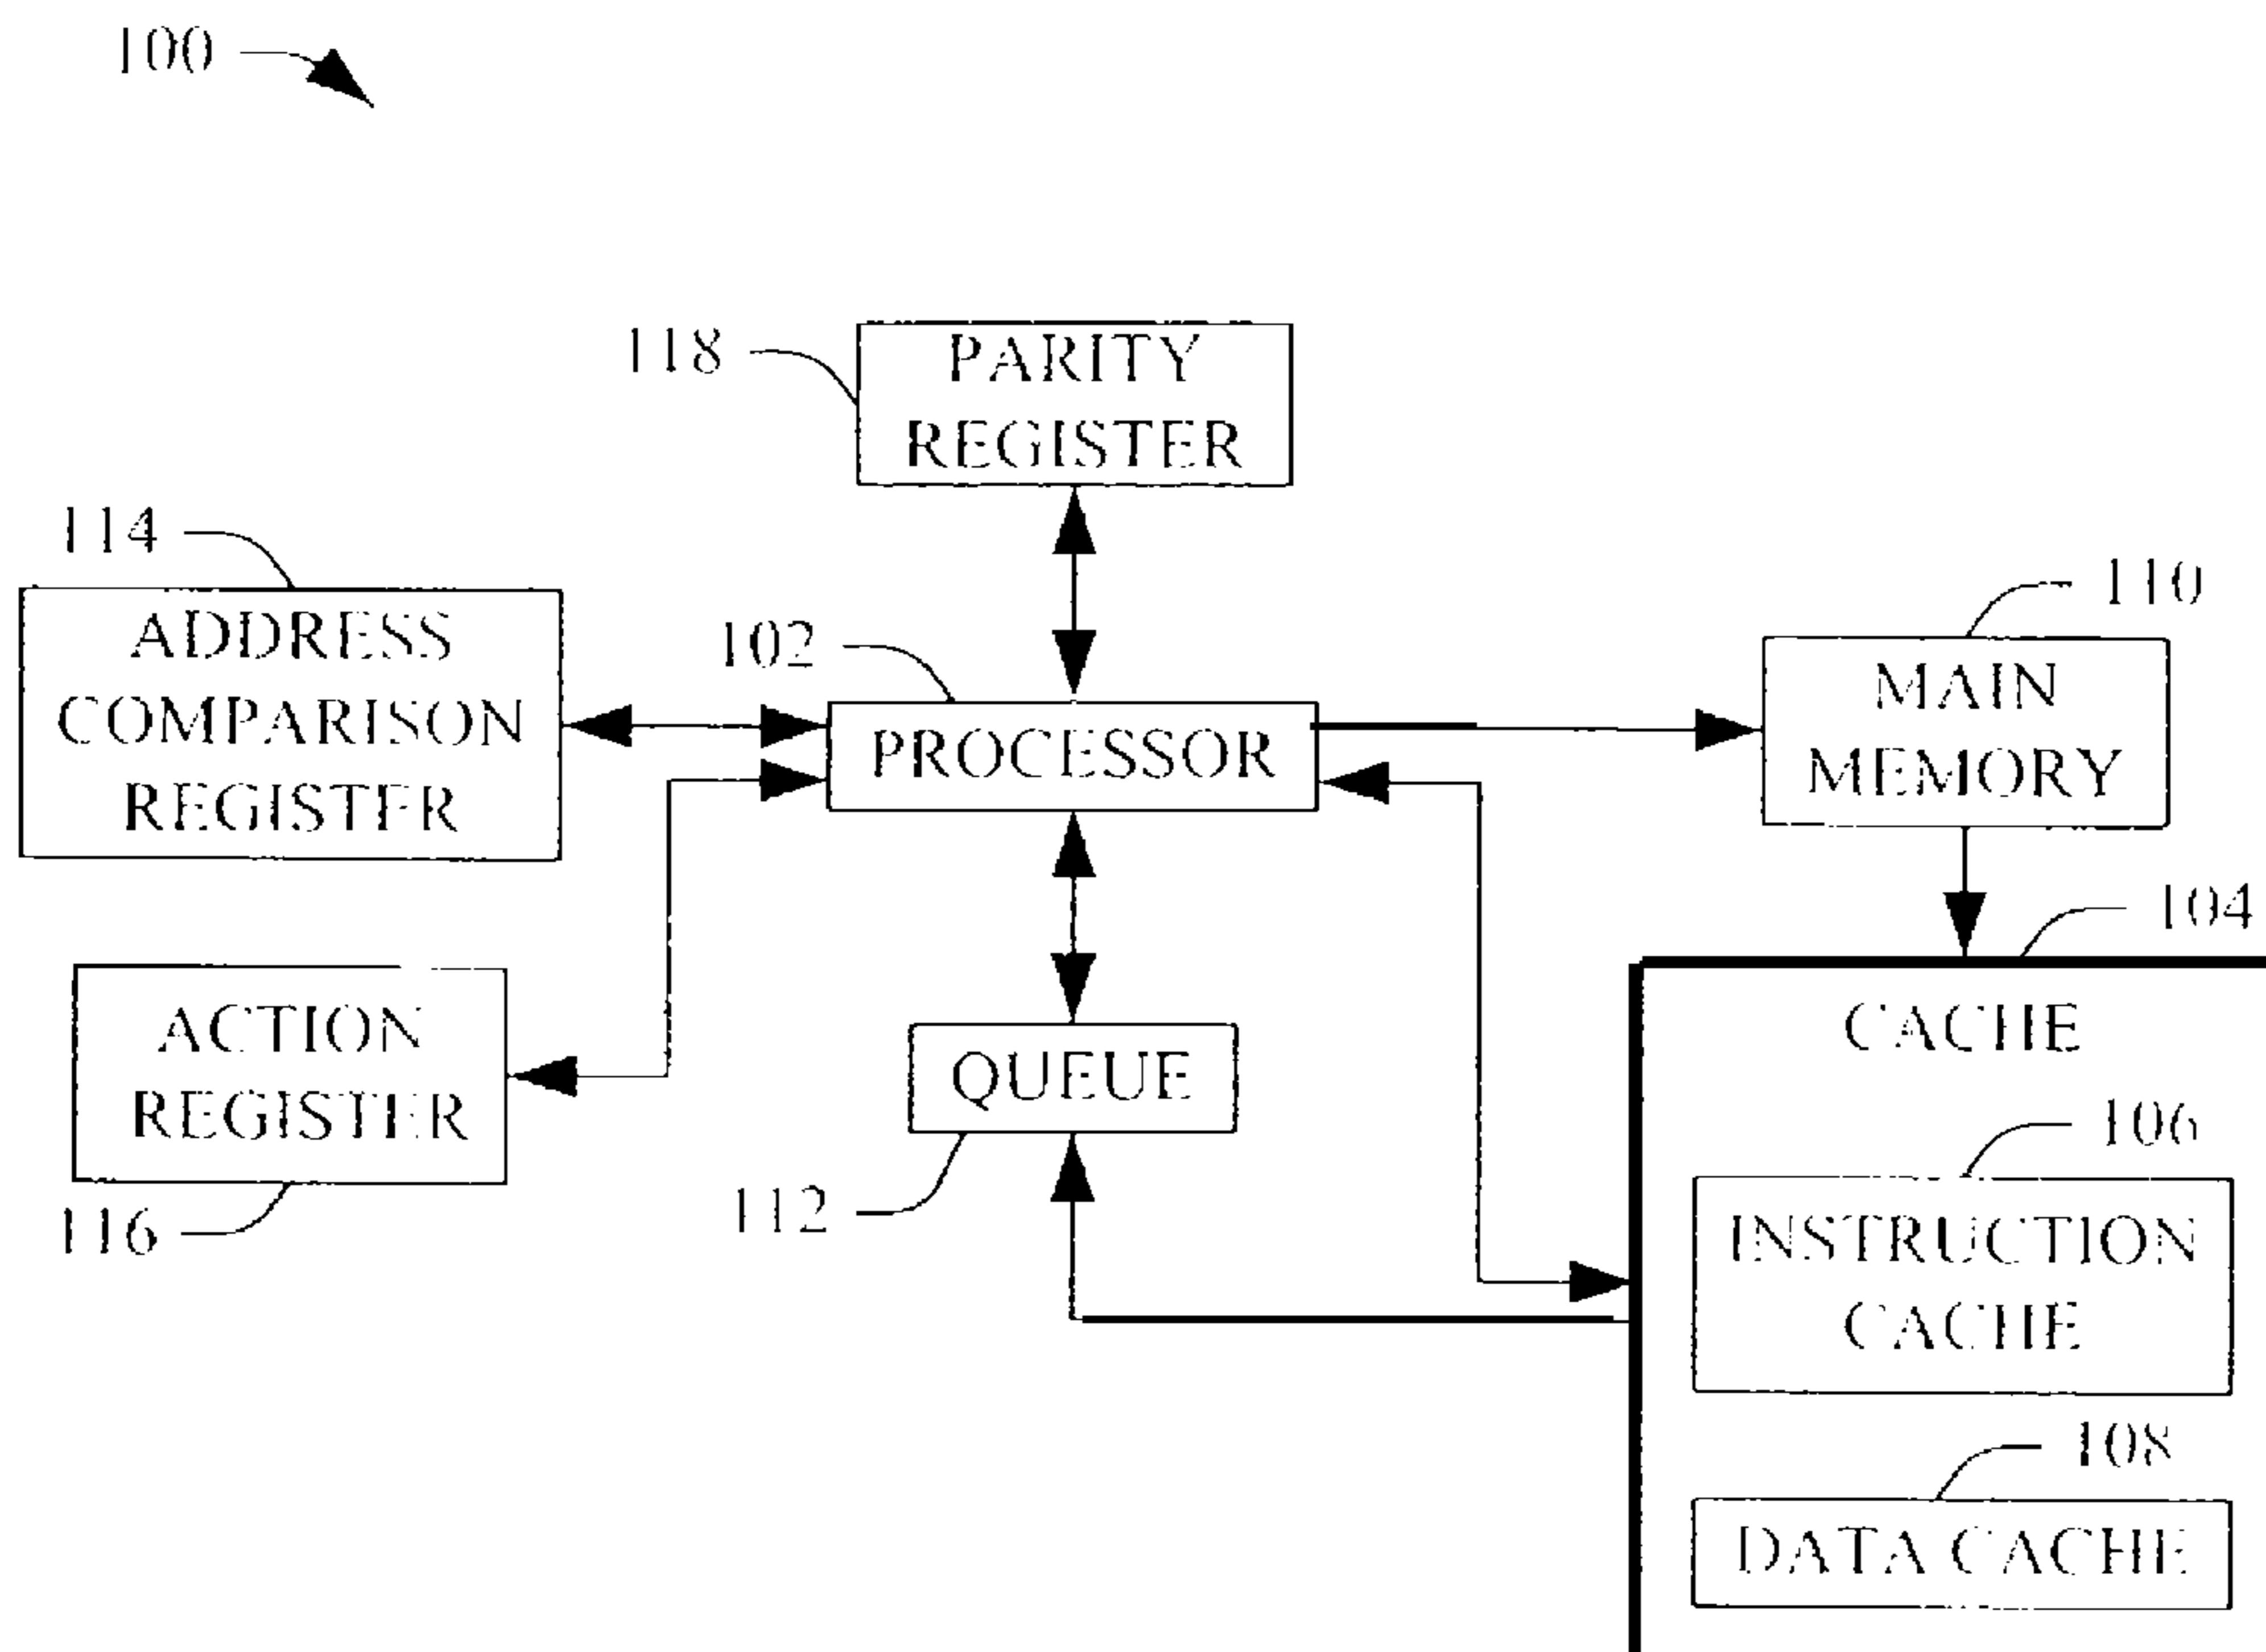 100
118
PARITY
REGISTER
114
ADDRESS
COMPARISON
REGISTER
102
PROCESSOR
110
MAIN
MEMORY
104
CACHE
ACTION
REGISTER
116
QUEUE
112
106
INSTRUCTION
CACHE
108
DATA CACHE